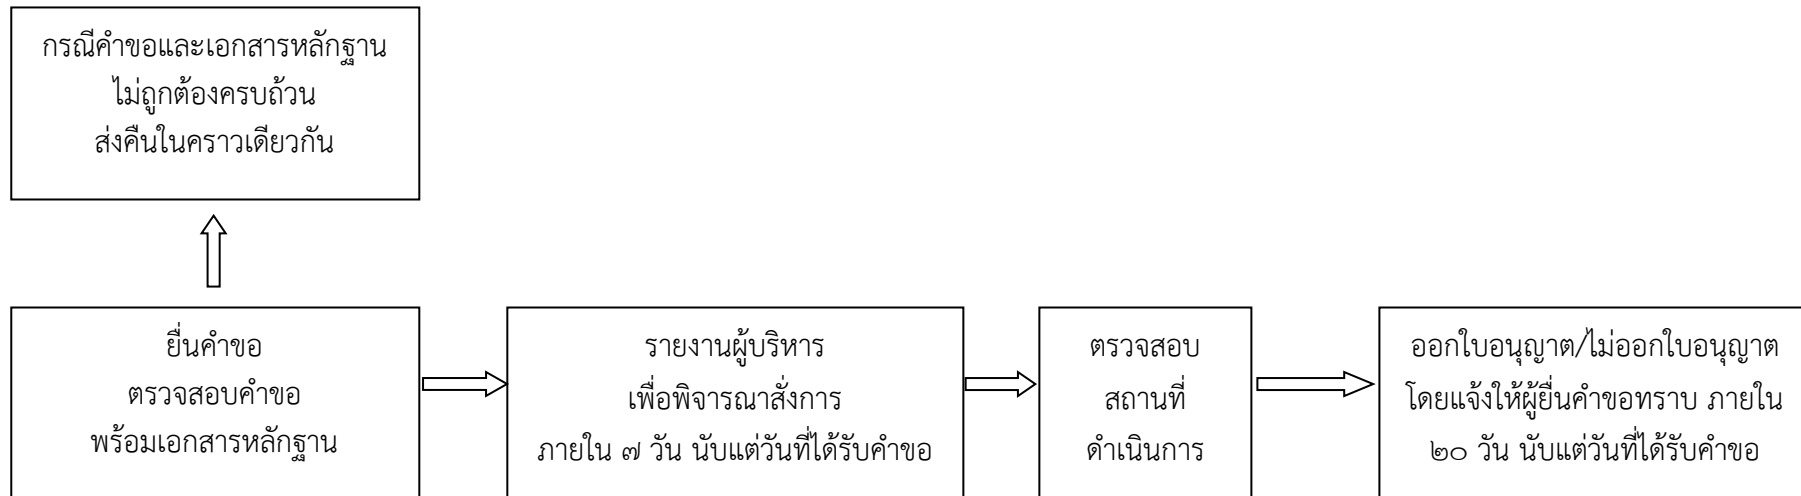 กรณีคำขอและเอกสารหลักฐาน
ไม่ถูกต้องครบถ้วน
ส่งคืนในคราวเดียวกัน
ยื่นคำขอ
ตรวจสอบคำขอ
พร้อมเอกสารหลักฐาน
รายงานผู้บริหาร
เพื่อพิจารณาสั่งการ
ภายใน ๗ วัน นับแต่วันที่ได้รับคำขอ
ตรวจสอบ
สถานที่
ดำเนินการ
ออกใบอนุญาต/ไม่ออกใบอนุญาต
โดยแจ้งให้ผู้ยื่นคำขอทราบ ภายใน
๒๐ วัน นับแต่วันที่ได้รับคำขอ